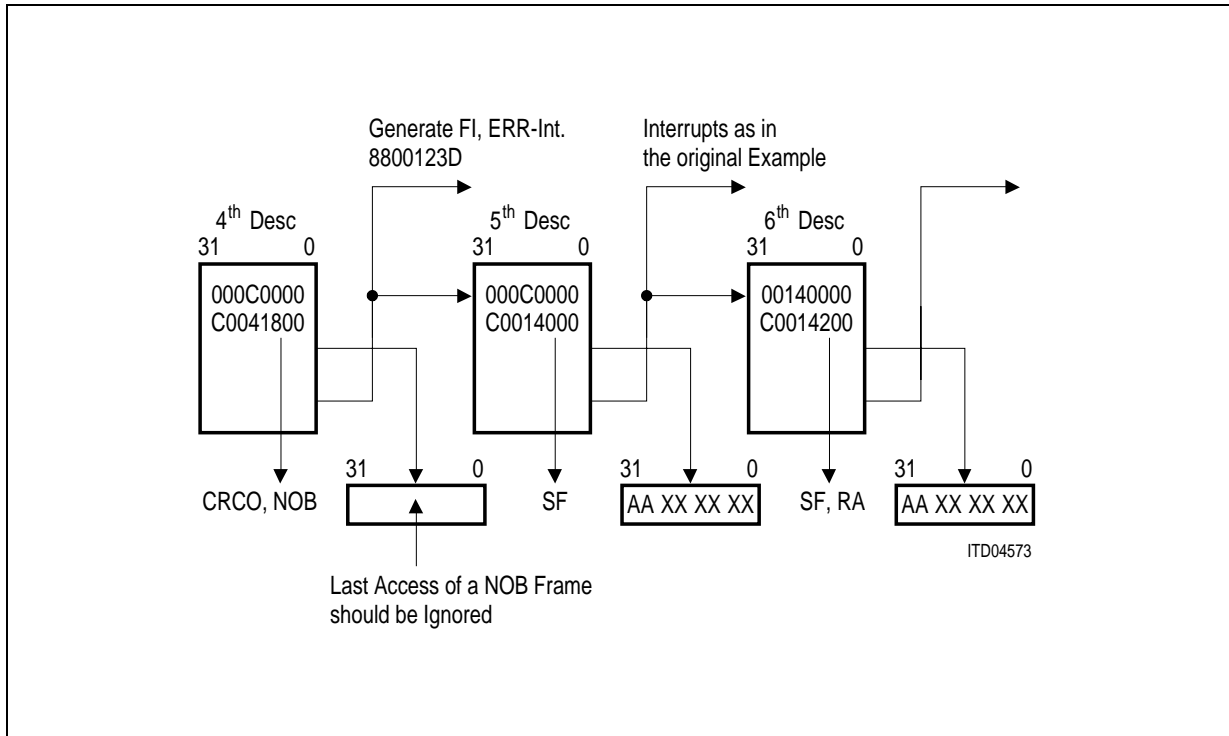 Generate FI, ERR-Int.
8800123D
Interrupts as in
the original Example
4th Desc
31 0
000C0000
C0041800
CRCO, NOB
5th Desc
31 0
000C0000
C0014000
SF
6th Desc
31 0
00140000
C0014200
SF, RA
31 0
31 0
AA XX XX XX
31 0
AA XX XX XX
ITD04573
Last Access of a NOB Frame
should be Ignored